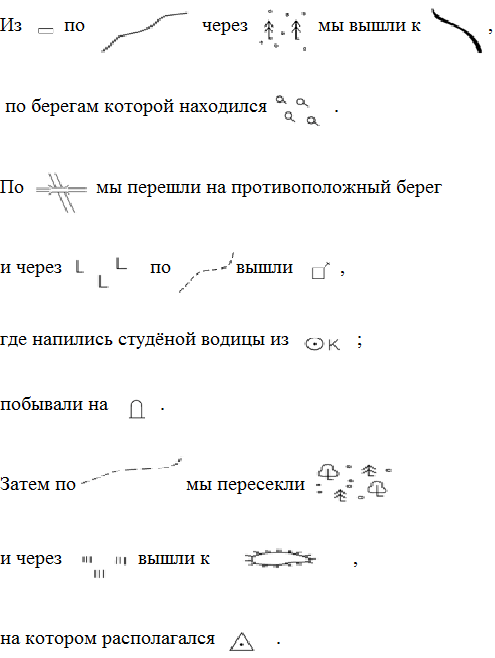 Из по через мы вышли к ,
по берегам которой находился .
По мы перешли на противоположный берег
и через по вышли ,
где напились студёной водицы из К ;
побывали на .
Затем по мы пересекли
и через вышли к ,
на котором располагался .